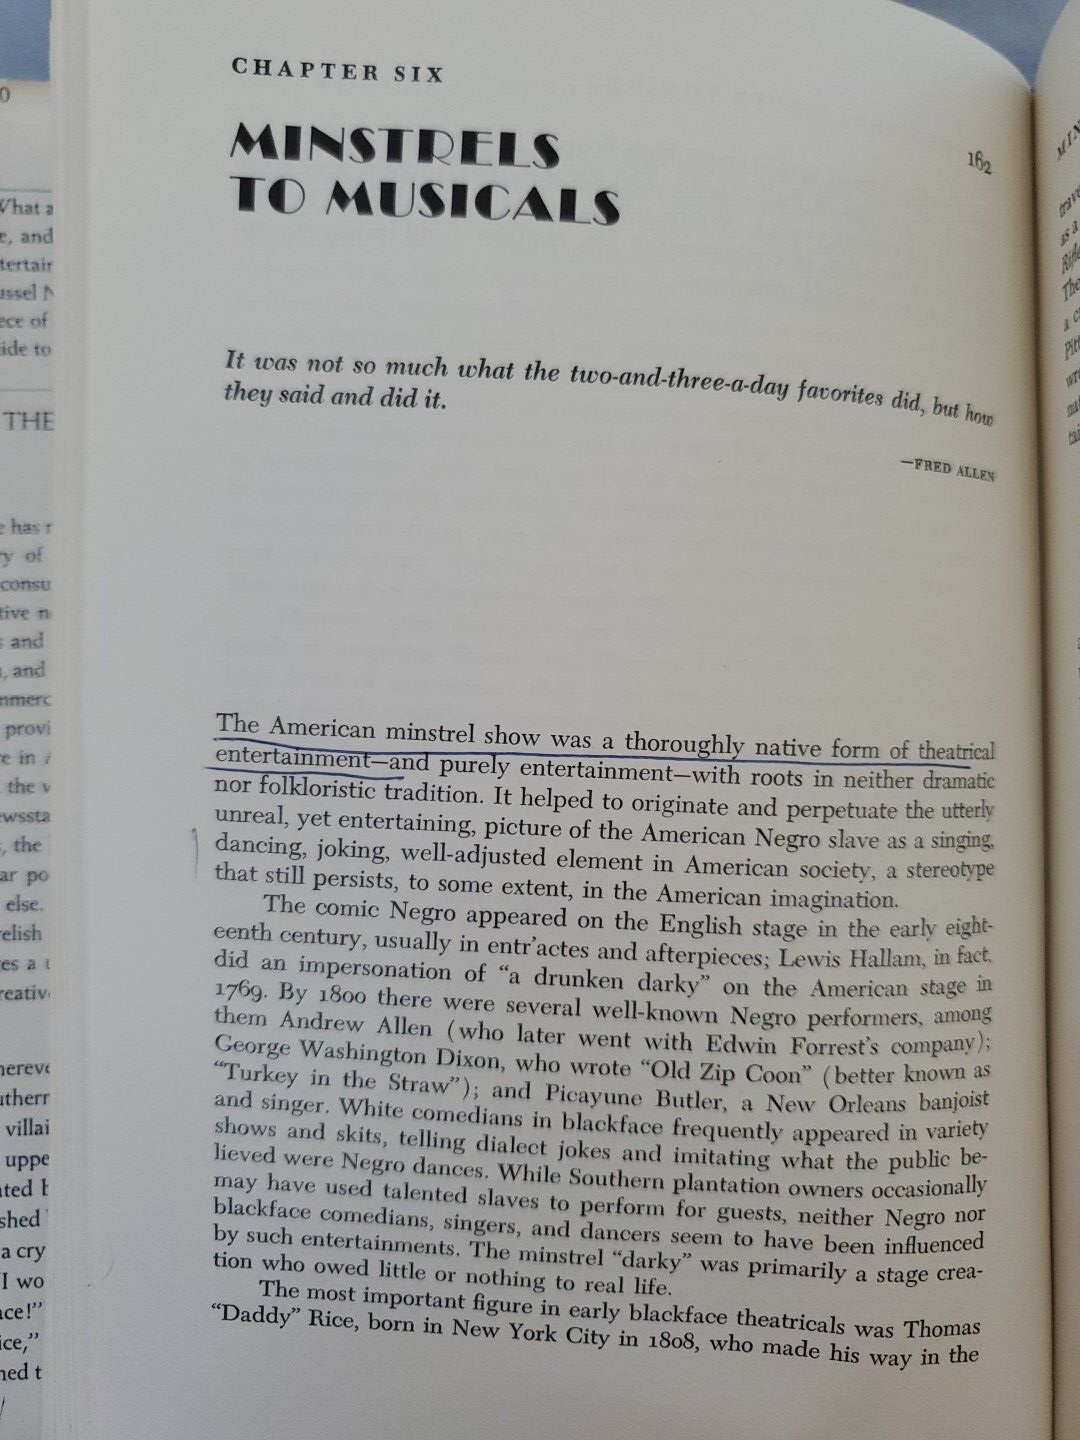 CHAPTER SIX
MINSTRELS
TO MUSICALS
162
It was not so much what the two-and-three-a-day favorites did, but how
they said and did it.
—FRED ALLEN
The American minstrel show was a thoroughly native form of theatrical
entertainment—and purely entertainment—with roots in neither dramatic
nor folkloristic tradition. It helped to originate and perpetuate the utterly
unreal, yet entertaining, picture of the American Negro slave as a singing,
dancing, joking, well-adjusted element in American society, a stereotype
that still persists, to some extent, in the American imagination.
The comic Negro appeared on the English stage in the early eight-
eenth century, usually in entr'actes and afterpieces; Lewis Hallam, in fact,
did an impersonation of "a drunken darky" on the American stage in
1769. By 1800 there were several well-known Negro performers, among
them Andrew Allen (who later went with Edwin Forrest's company);
George Washington Dixon, who wrote "Old Zip Coon" (better known as
"Turkey in the Straw"); and Picayune Butler, a New Orleans banjoist
and singer. White comedians in blackface frequently appeared in variety
shows and skits, telling dialect jokes and imitating what the public be-
lieved were Negro dances. While Southern plantation owners occasionally
may have used talented slaves to perform for guests, neither Negro nor
blackface comedians, singers, and dancers seem to have been influenced
by such entertainments. The minstrel "darky" was primarily a stage crea-
tion who owed little or nothing to real life.
The most important figure in early blackface theatricals was Thomas
"Daddy" Rice, born in New York City in 1808, who made his way in the